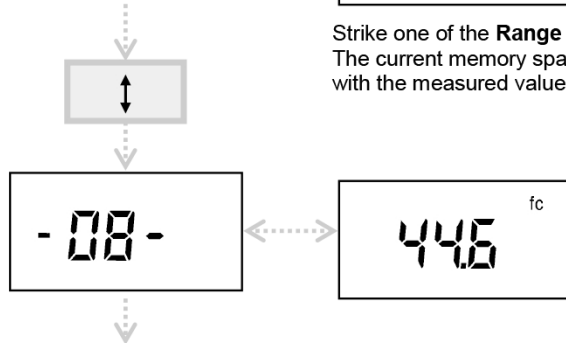 Strike one of the Range
The current memory spa
with the measured value
- 08 -
fc
44.6